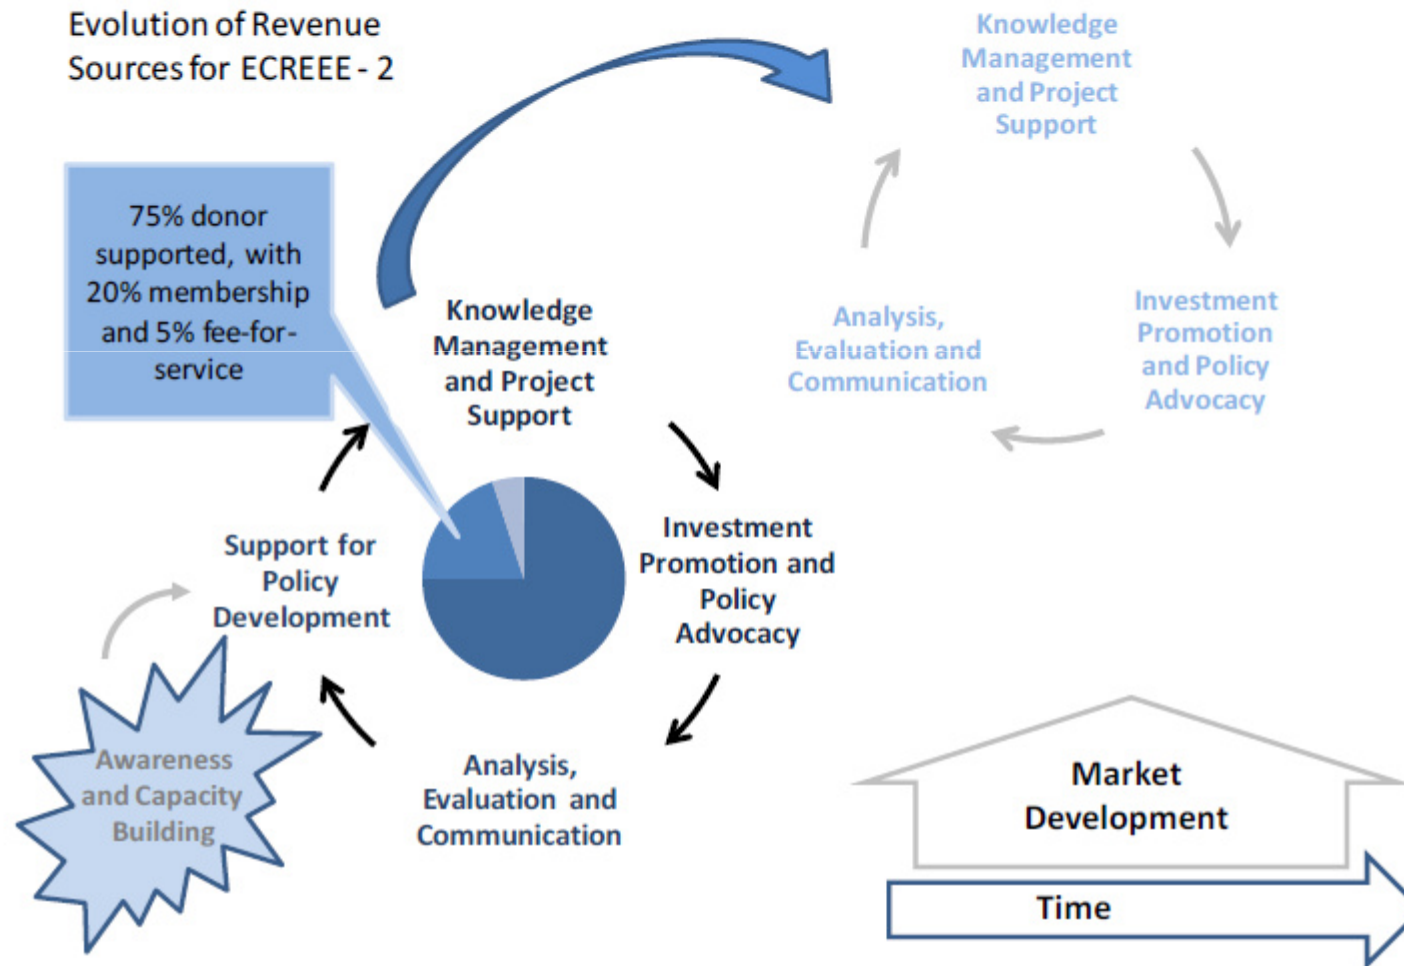 Evolution of Revenue
Sources for ECREEE - 2
Knowledge
Management
and Project
Support
75% donor
supported, with
20% membership
and 5% fee-for-
service
Knowledge
Management
and Project
Support
Analysis,
Evaluation and
Communication
Investment
Promotion
and Policy
Advocacy
Support for
Policy
Development
Investment
Promotion and
Policy
Advocacy
Awareness
and Capacity
Building
Analysis,
Evaluation and
Communication
Market
Development
Time